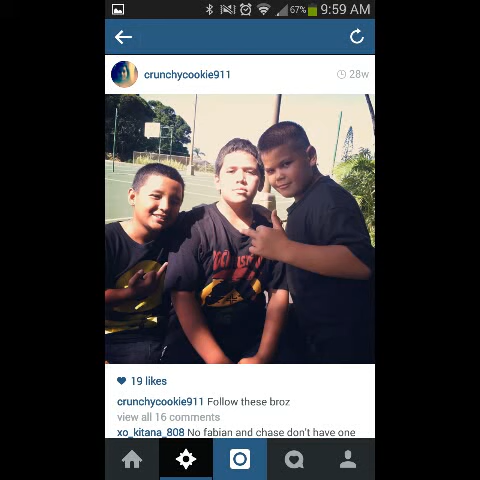 67% 9:59 AM
crunchycookie911 28w
19 likes
crunchycookie911 Follow these broz
view all 16 comments
xo_kitana_808 No fabian and chase don't have one